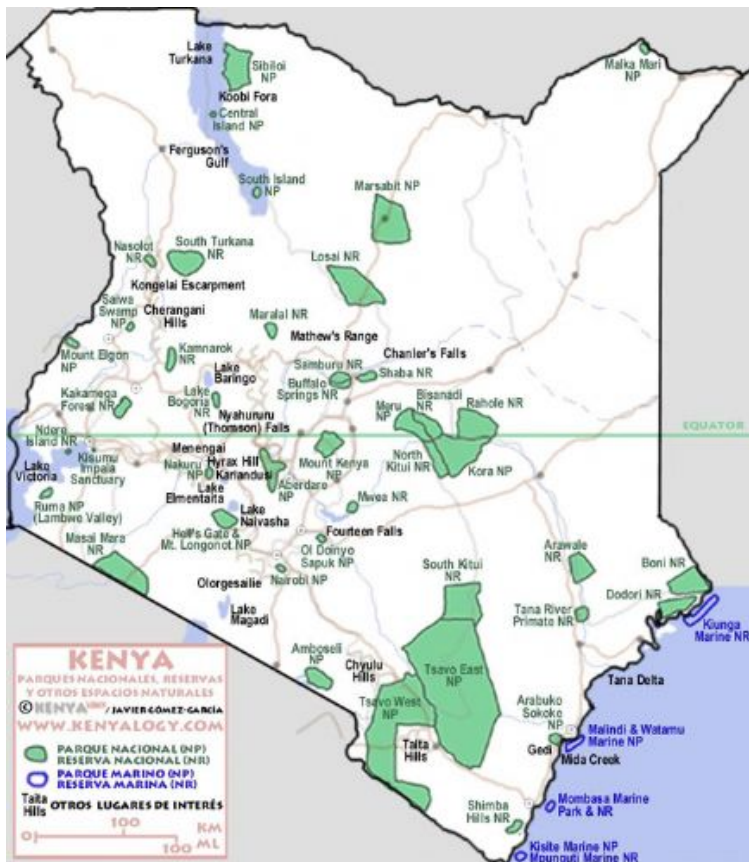 Lake
Turkana
Sibiloi
NP
Koobi Fora
Malka Mari
NP
Central
Island NP
Ferguson's
Gulf
South Island
NP
Marsabit NP
Nasolot
NR
South Turkana
NR
Losai NR
Kongelai Escarpment
Saiwa
Swamp
NP
Cherangani
Hills
Maralal NR
Mathew's Range
Mount Elgon
NP
Kamnarok
NR
Lake
Baringo
Samburu NR
Chanler's Falls
Buffalo
Springs NR
Shaba NR
Kakamega
Forest NR
Lake
Bogoria
NR
Nyahururu
(Thomson) Falls
Meru
NP
Bisanadi
NR
Rahole NR
EQUATOR
Ndere
Island NR
Kisumu
Impala
Sanctuary
Lake
Victoria
Menengai
Nakuru
NP
Hyrax Hill
Kariandusi
Lake
Elmentaita
Aberdare
NP
Mount Kenya
NP
North
Kitui NR
Kora NP
Ruma NP
(Lambwe Valley)
Lake
Naivasha
Mwea NR
Masai Mara
NR
Hell's Gate &
Mt. Longonot NP
Fourteen Falls
Ol Doinyo
Sapuk NP
Arawale
NR
Boni NR
Olorgesailie
Nairobi NP
South Kitui
NR
Dodori NR
Tana River
Primate NR
Kiunga
Marine NR
Lake
Magadi
Amboseli
NP
Chyulu
Hills
Tsavo East
NP
Tana Delta
Tsavo West
NP
Arabuko
Sokoke
NP
Taita
Hills
Gedi
Malindi & Watamu
Marine NP
Mida Creek
Shimba
Hills NR
Mombasa Marine
Park & NR
Kisite Marine NP
Mpunguti Marine NR
KENYA
PARQUES NACIONALES, RESERVAS
Y OTROS ESPACIOS NATURALES
© KENYALOGY / JAVIER GÓMEZ-GARCÍA
WWW.KENYALOGY.COM
PARQUE NACIONAL (NP)
RESERVA NACIONAL (NR)
PARQUE MARINO (NP)
RESERVA MARINA (NR)
Taita
Hills OTROS LUGARES DE INTERÉS
0 100 KM
100 ML